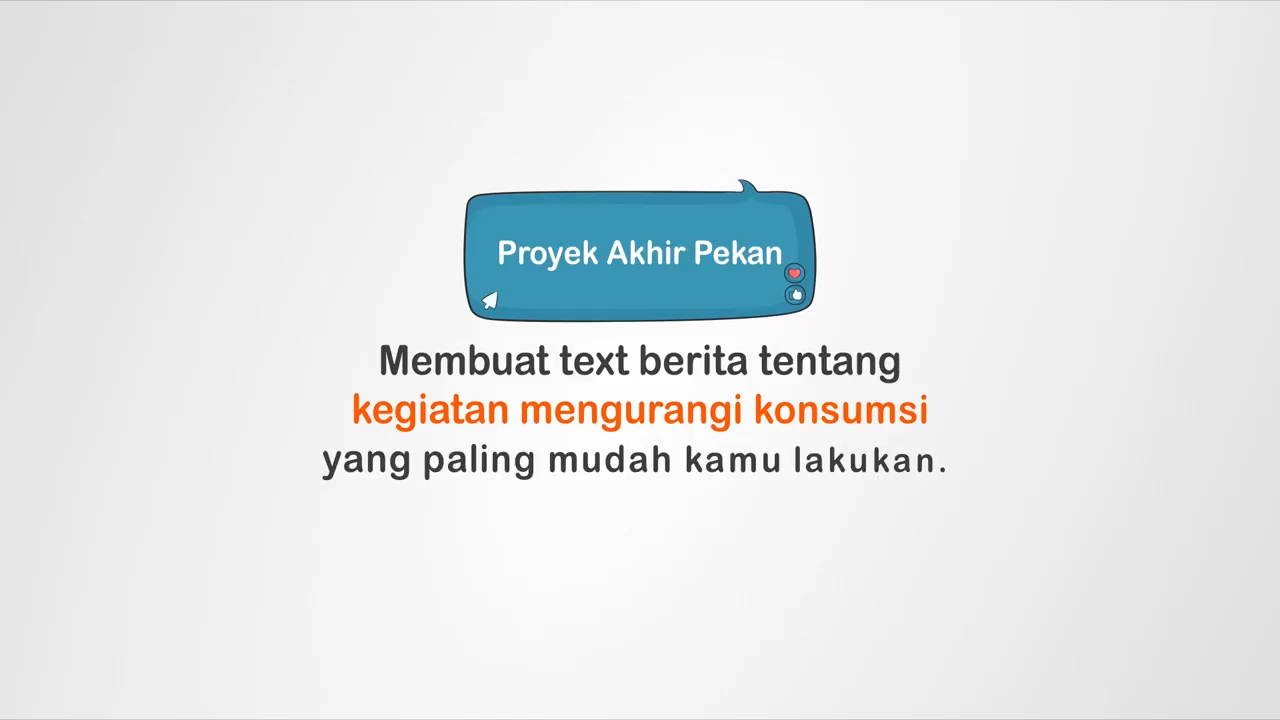 Proyek Akhir Pekan
Membuat text berita tentang
kegiatan mengurangi konsumsi
yang paling mudah kamu lakukan.